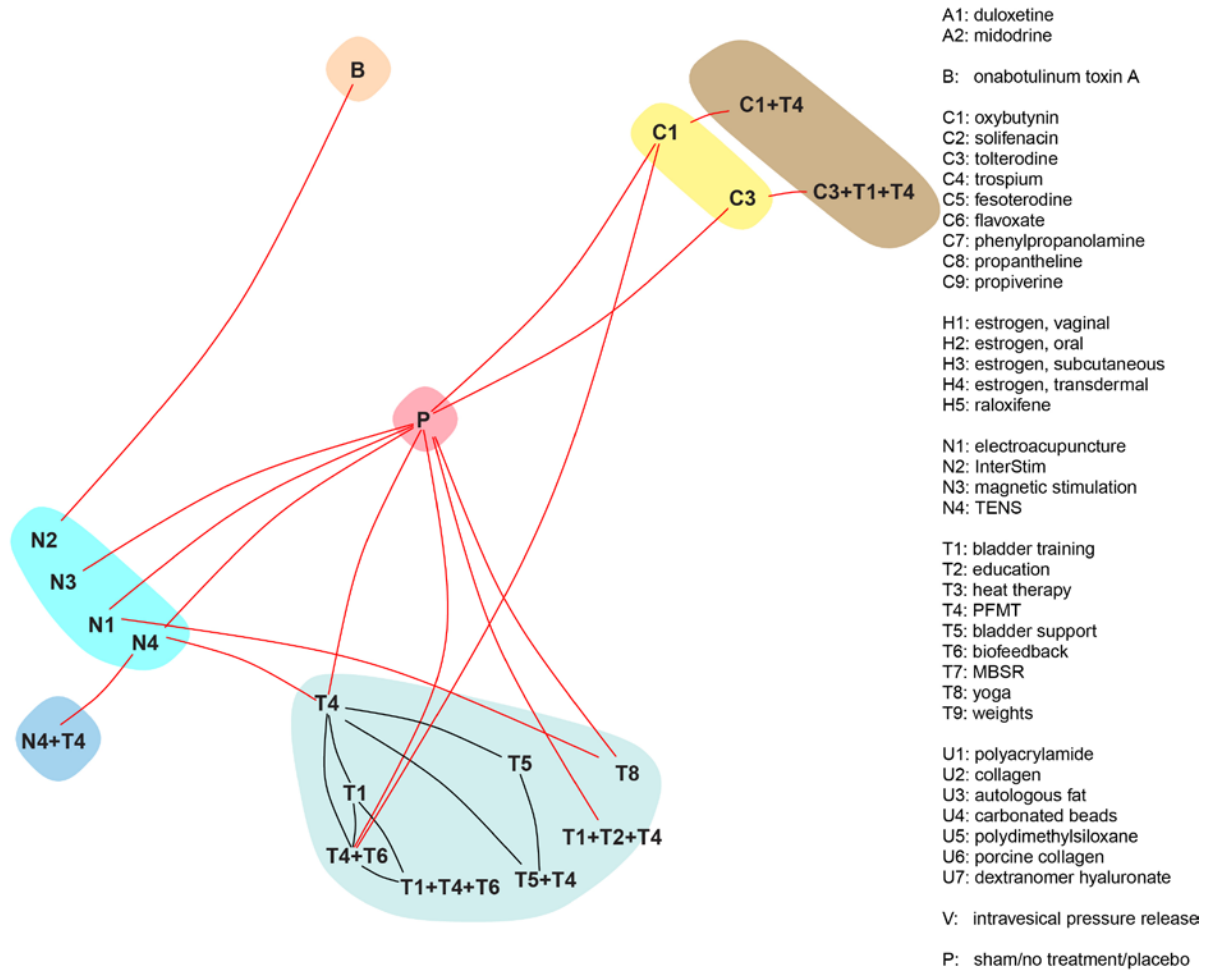 B
C1+T4
C1
C3+T1+T4
C3
P
N2
N3
N1
N4
N4+T4
T4
T5
T8
T1
T1+T2+T4
T4+T6
T1+T4+T6
T5+T4
A1: duloxetine
A2: midodrine
B: onabotulinum toxin A
C1: oxybutynin
C2: solifenacin
C3: tolterodine
C4: trospium
C5: fesoterodine
C6: flavoxate
C7: phenylpropanolamine
C8: propantheline
C9: propiverine
H1: estrogen, vaginal
H2: estrogen, oral
H3: estrogen, subcutaneous
H4: estrogen, transdermal
H5: raloxifene
N1: electroacupuncture
N2: InterStim
N3: magnetic stimulation
N4: TENS
T1: bladder training
T2: education
T3: heat therapy
T4: PFMT
T5: bladder support
T6: biofeedback
T7: MBSR
T8: yoga
T9: weights
U1: polyacrylamide
U2: collagen
U3: autologous fat
U4: carbonated beads
U5: polydimethylsiloxane
U6: porcine collagen
U7: dextranomer hyaluronate
V: intravesical pressure release
P: sham/no treatment/placebo